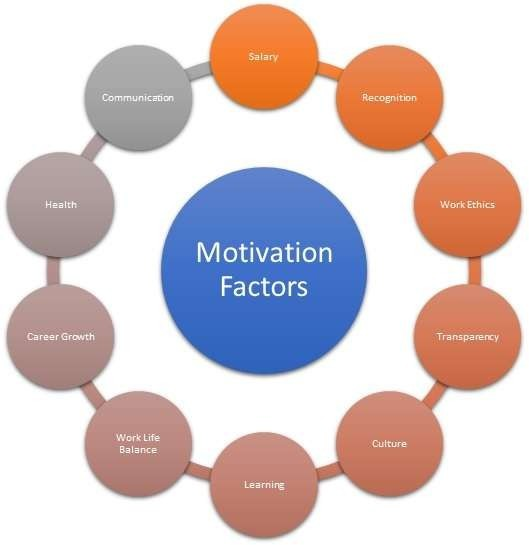 Salary
Recognition
Work Ethics
Transparency
Culture
Learning
Work Life
Balance
Career Growth
Health
Communication
Motivation
Factors